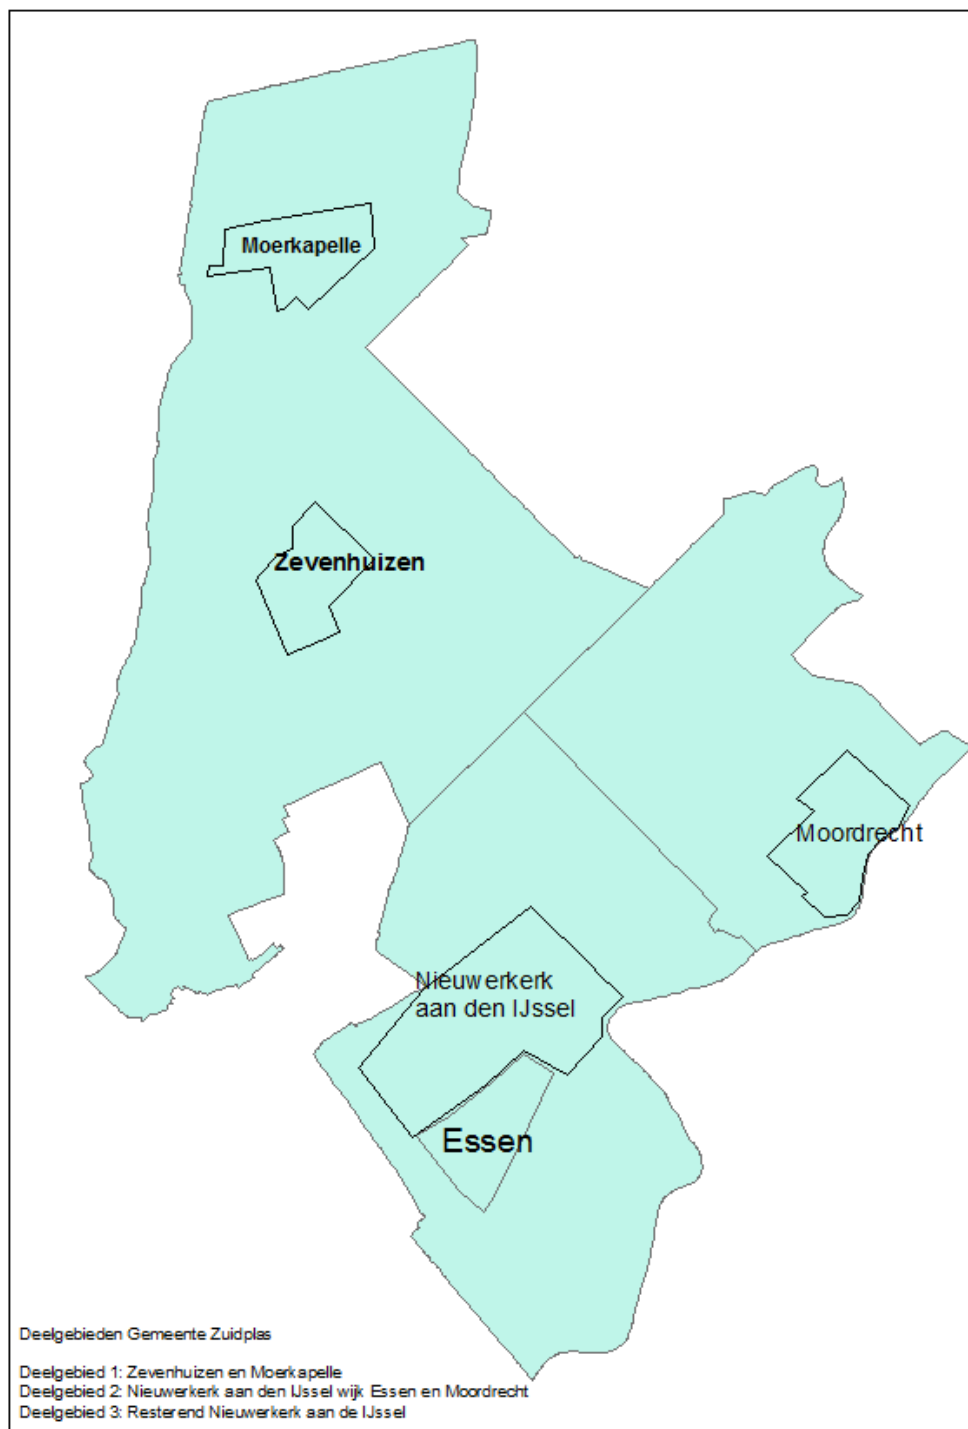 Moerkapelle
Zevenhuizen
Moordrecht
Nieuwerkerk
aan den IJssel
Essen
Deelgebieden Gemeente Zuidplas
Deelgebied 1: Zevenhuizen en Moerkapelle
Deelgebied 2: Nieuwerkerk aan den IJssel wijk Essen en Moordrecht
Deelgebied 3: Resterend Nieuwerkerk aan de IJssel